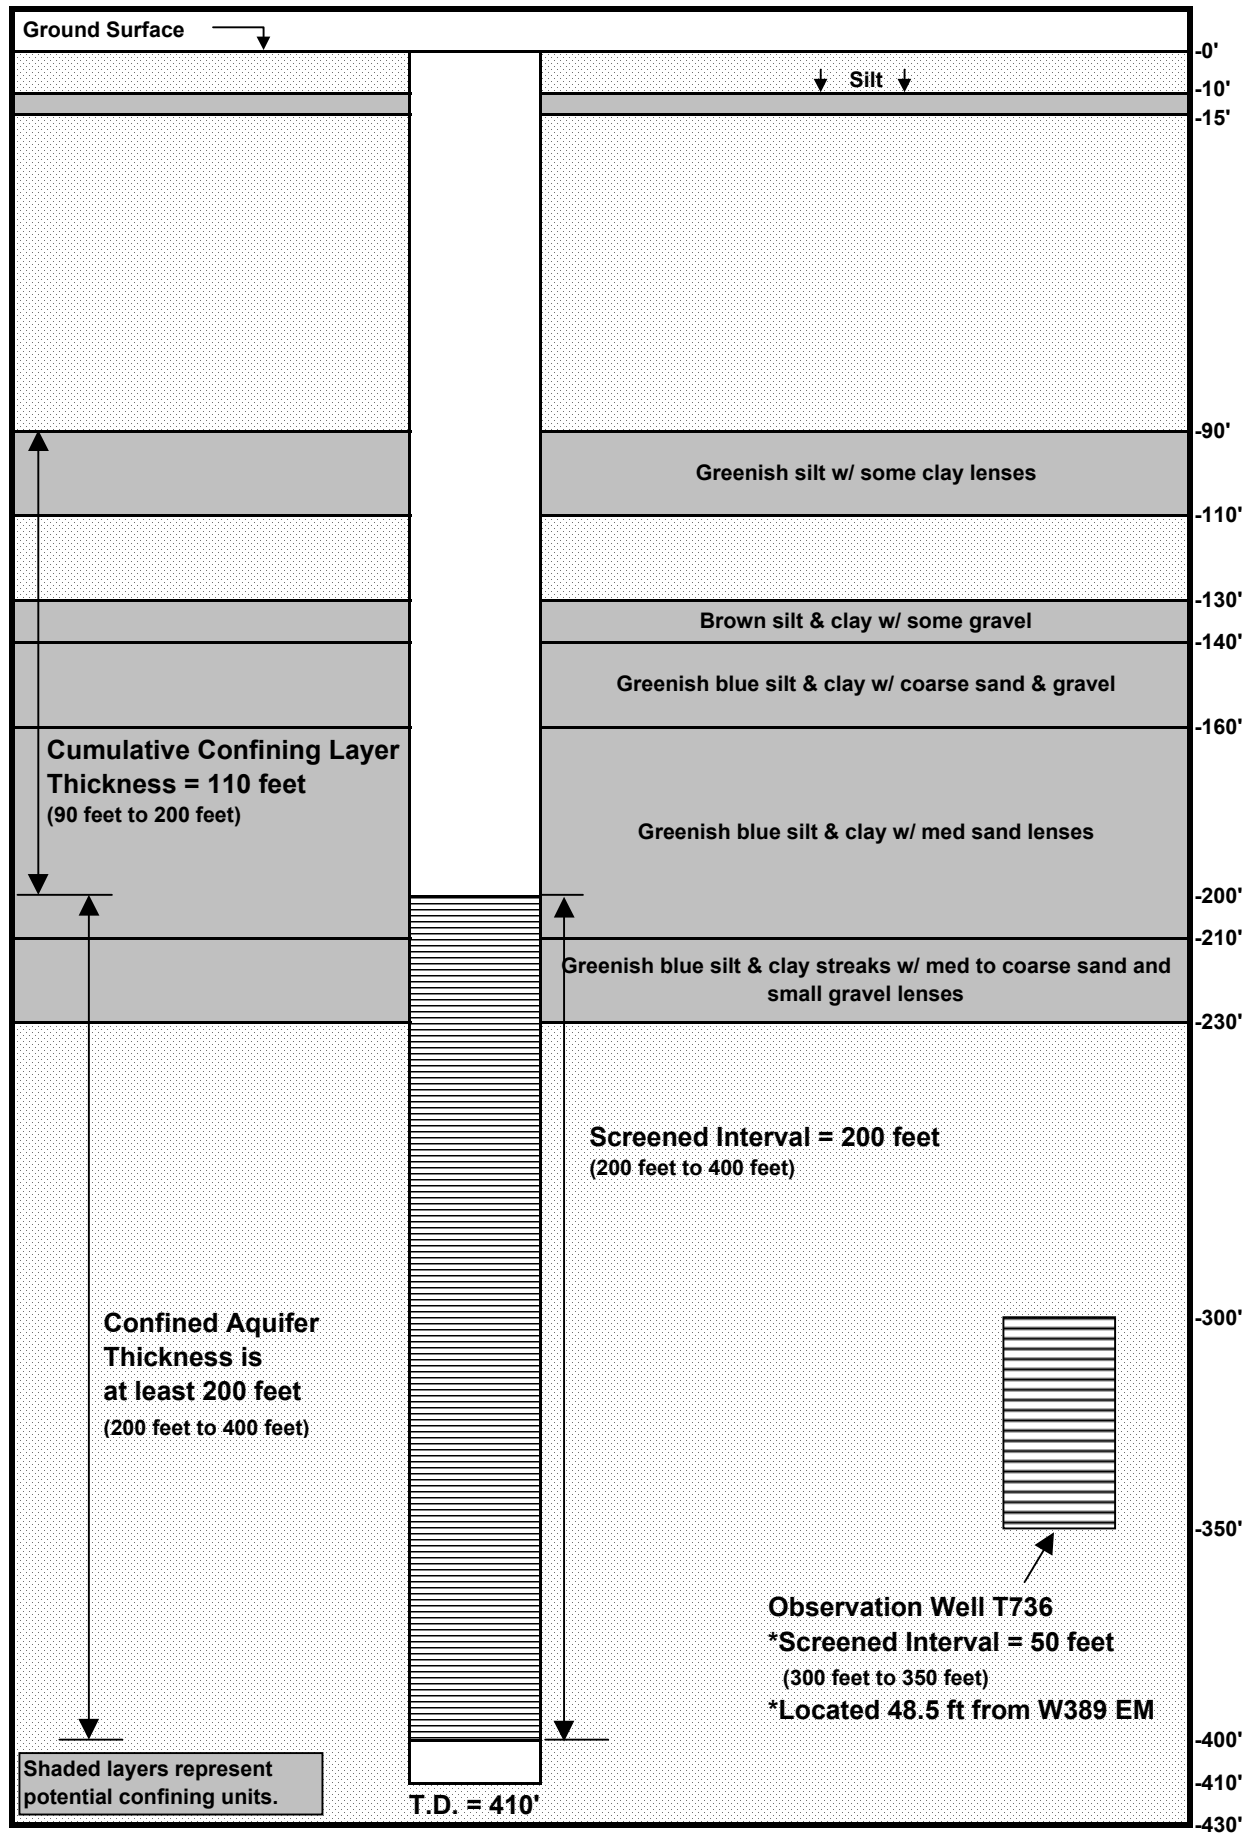 Ground Surface
-0'
Silt
-10'
-15'
-90'
Greenish silt w/ some clay lenses
-110'
-130'
Brown silt & clay w/ some gravel
-140'
Greenish blue silt & clay w/ coarse sand & gravel
-160'
Cumulative Confining Layer
Thickness = 110 feet
(90 feet to 200 feet)
Greenish blue silt & clay w/ med sand lenses
-200'
-210'
Greenish blue silt & clay streaks w/ med to coarse sand and
small gravel lenses
-230'
Screened Interval = 200 feet
(200 feet to 400 feet)
Confined Aquifer
Thickness is
at least 200 feet
(200 feet to 400 feet)
-300'
-350'
Observation Well T736
*Screened Interval = 50 feet
(300 feet to 350 feet)
*Located 48.5 ft from W389 EM
-400'
Shaded layers represent
potential confining units.
-410'
T.D. = 410'
-430'